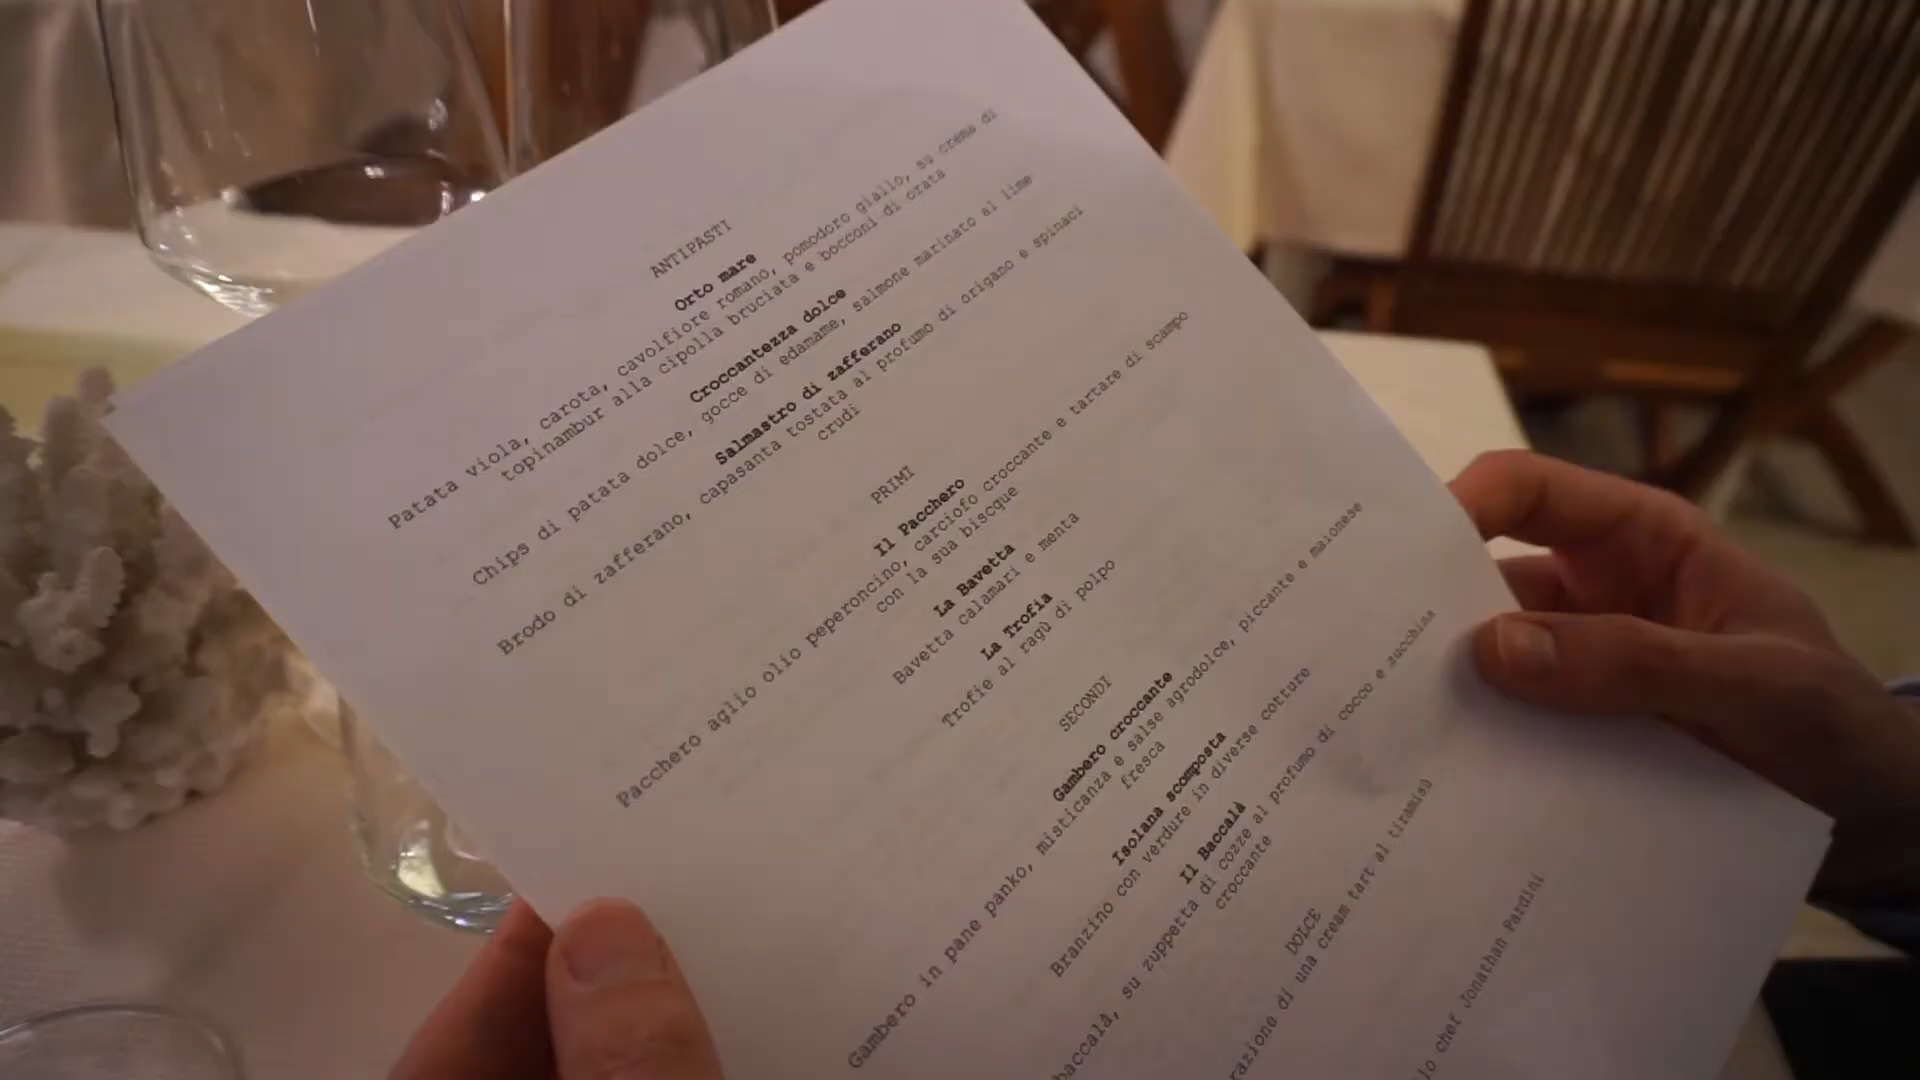 ANTIPASTI
Orto mare
Patata viola, carota, cavolfiore romano, pomodoro giallo, su crema di
topinambur alla cipolla bruciata e bocconi di orata
Croccantezza dolce
Chips di patata dolce, gocce di edamame, salmone marinato al lime
Salmastro di zafferano
Brodo di zafferano, capasanta tostata al profumo di origano e spinaci
crudi
PRIMI
Il Pacchero
Pacchero aglio olio peperoncino, carciofo croccante e tartare di scampo
con la sua biscque
La Bavetta
Bavetta calamari e menta
La Trofia
Trofie al ragù di polpo
SECONDI
Gambero croccante
Gambero in pane panko, misticanza e salse agrodolce, piccante e maionese
fresca
Isolana scomposta
Branzino con verdure in diverse cotture
Il Baccalà
baccalà, su zuppetta di cozze al profumo di cocco e zucchina
croccante
DOLCE
razione di una cream tart al tiramisù
lo chef Jonathan Pardini